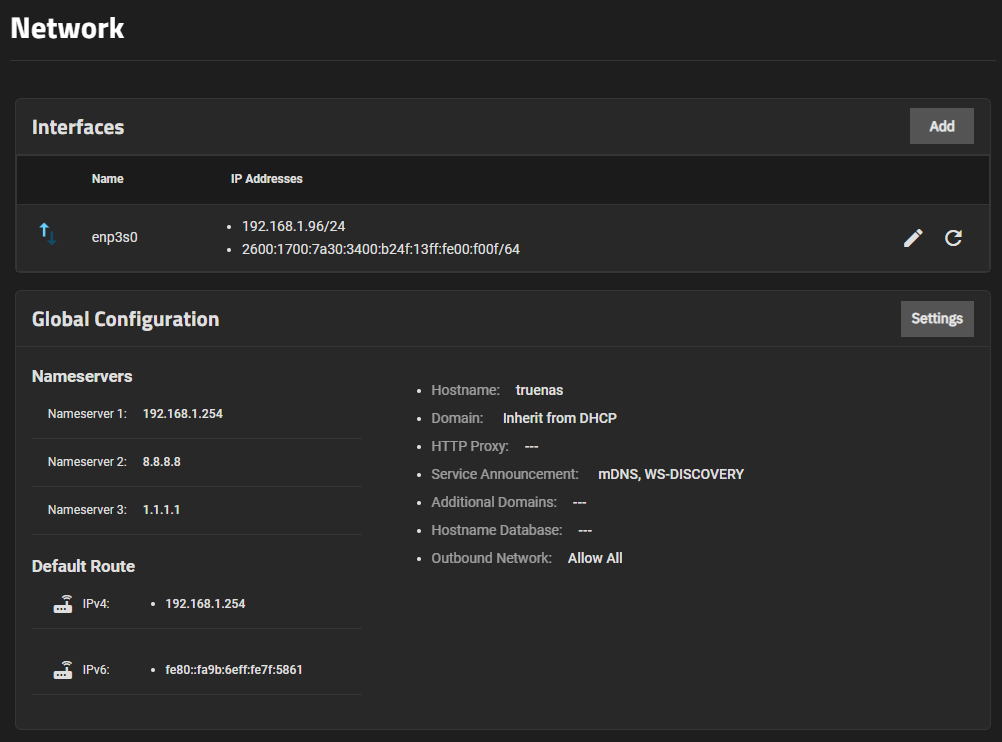 Network
Interfaces
Add
Name IP Addresses
enp3s0
192.168.1.96/24
2600:1700:7a30:3400:b24f:13ff:fe00:f00f/64
Global Configuration
Settings
Nameservers
Nameserver 1: 192.168.1.254
Nameserver 2: 8.8.8.8
Nameserver 3: 1.1.1.1
Default Route
IPv4: • 192.168.1.254
IPv6: • fe80::fa9b:6eff:fe7f:5861
• Hostname: truenas
• Domain: Inherit from DHCP
• HTTP Proxy: ---
• Service Announcement: mDNS, WS-DISCOVERY
• Additional Domains: ---
• Hostname Database: ---
• Outbound Network: Allow All